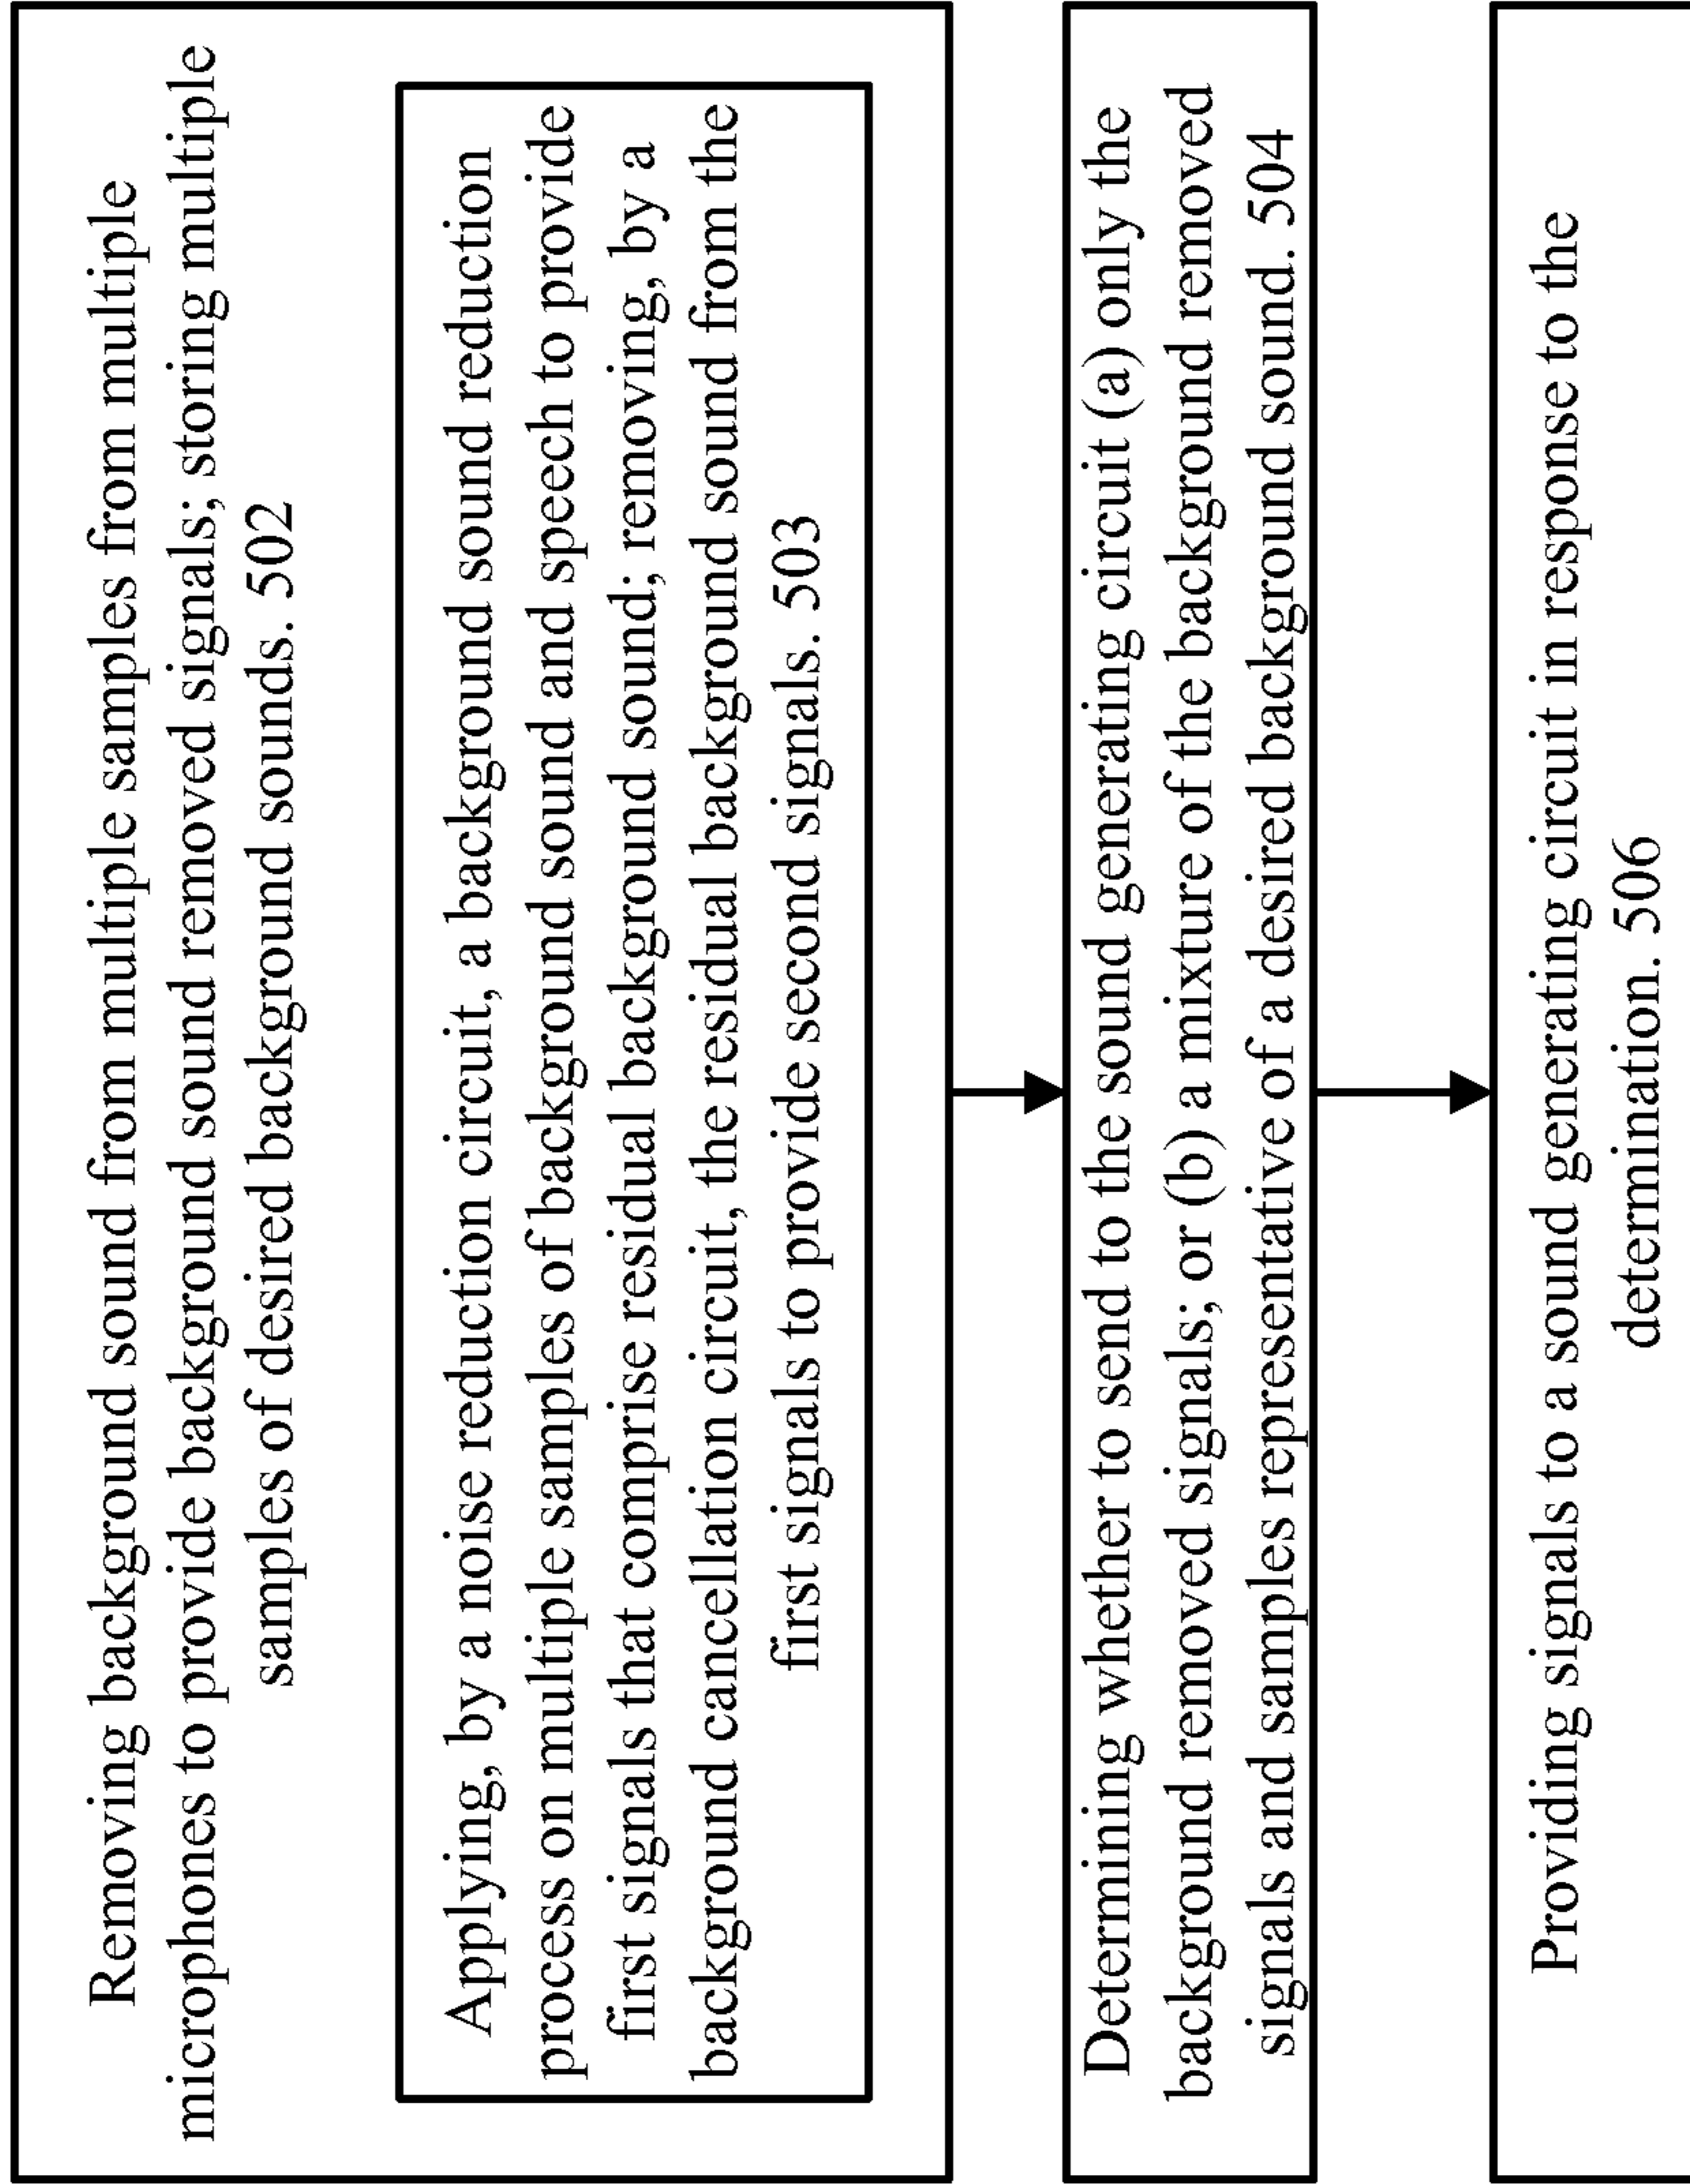 Removing background sound from multiple samples from multiple
microphones to provide background sound removed signals; storing multiple
samples of desired background sounds. 502
Applying, by a noise reduction circuit, a background sound reduction
process on multiple samples of background sound and speech to provide
first signals that comprise residual background sound; removing, by a
background cancellation circuit, the residual background sound from the
first signals to provide second signals. 503
Determining whether to send to the sound generating circuit (a) only the
background removed signals; or (b) a mixture of the background removed
signals and samples representative of a desired background sound. 504
Providing signals to a sound generating circuit in response to the
determination. 506